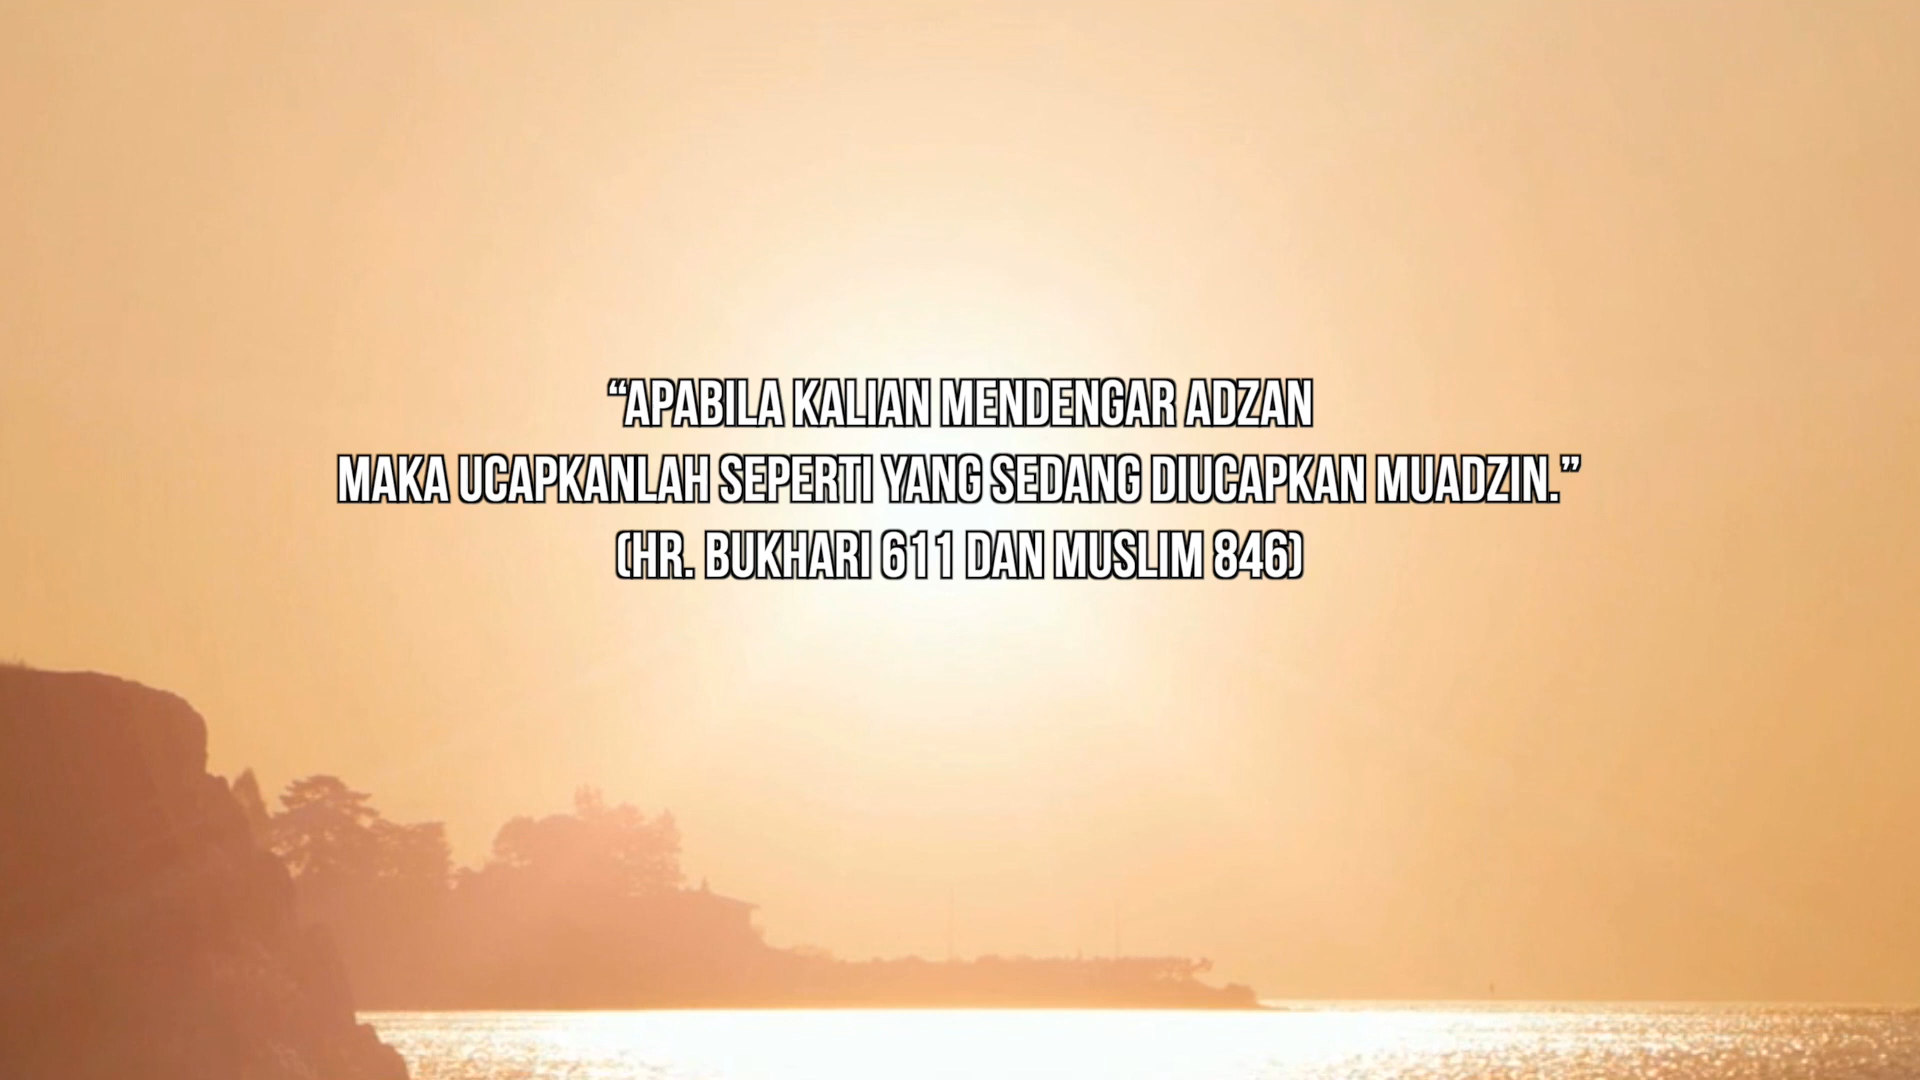 “APABILA KALIAN MENDENGAR ADZAN
MAKA UCAPKANLAH SEPERTI YANG SEDANG DIUCAPKAN MUADZIN.”
(HR. BUKHARI 611 DAN MUSLIM 846)